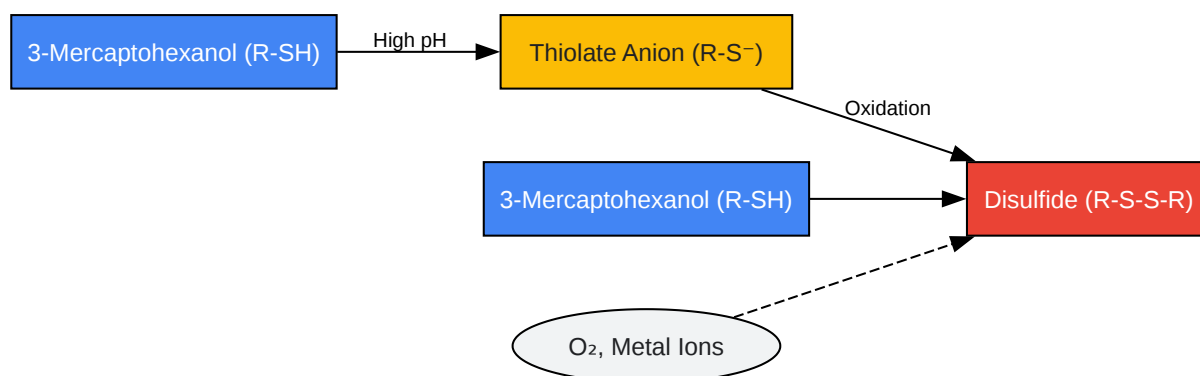 3-Mercaptohexanol (R-SH)
High pH
Thiolate Anion (R-S⁻)
Oxidation
3-Mercaptohexanol (R-SH)
Disulfide (R-S-S-R)
O₂, Metal Ions